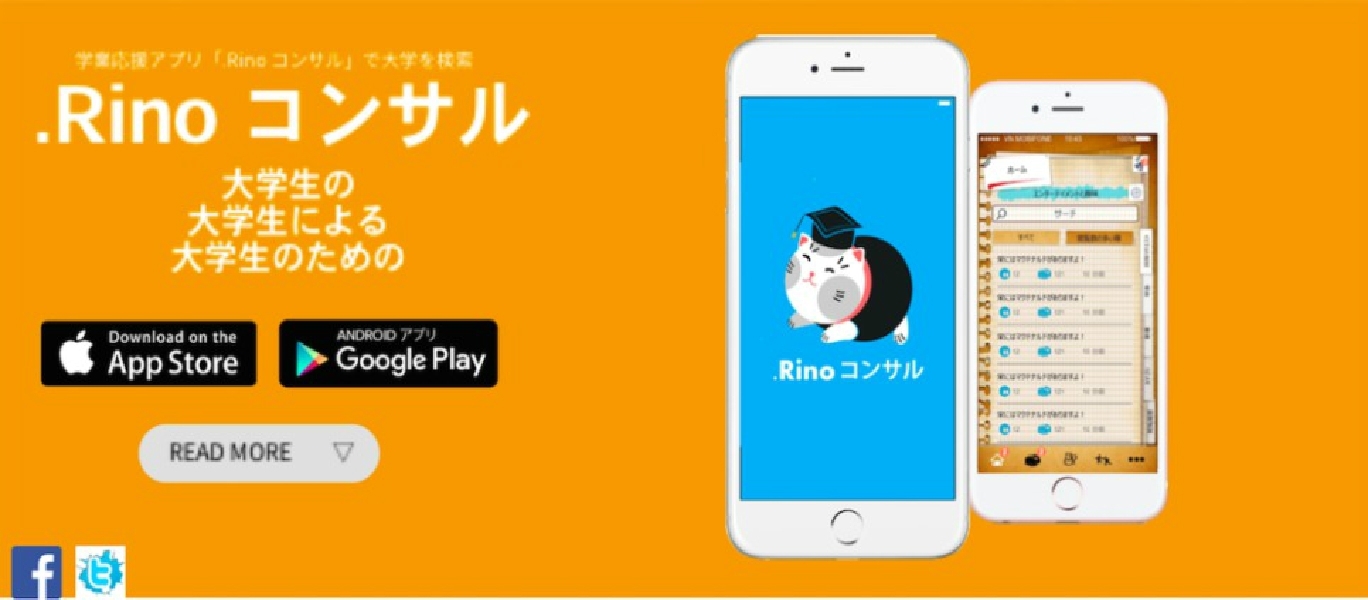 学業応援アプリ「.Rino コンサル」で大学を検索
.Rino コンサル
大学生の
大学生による
大学生のための
Download on the
App Store
ANDROID アプリ
Google Play
READ MORE
.Rino コンサル
ホーム
サーチ
すべて